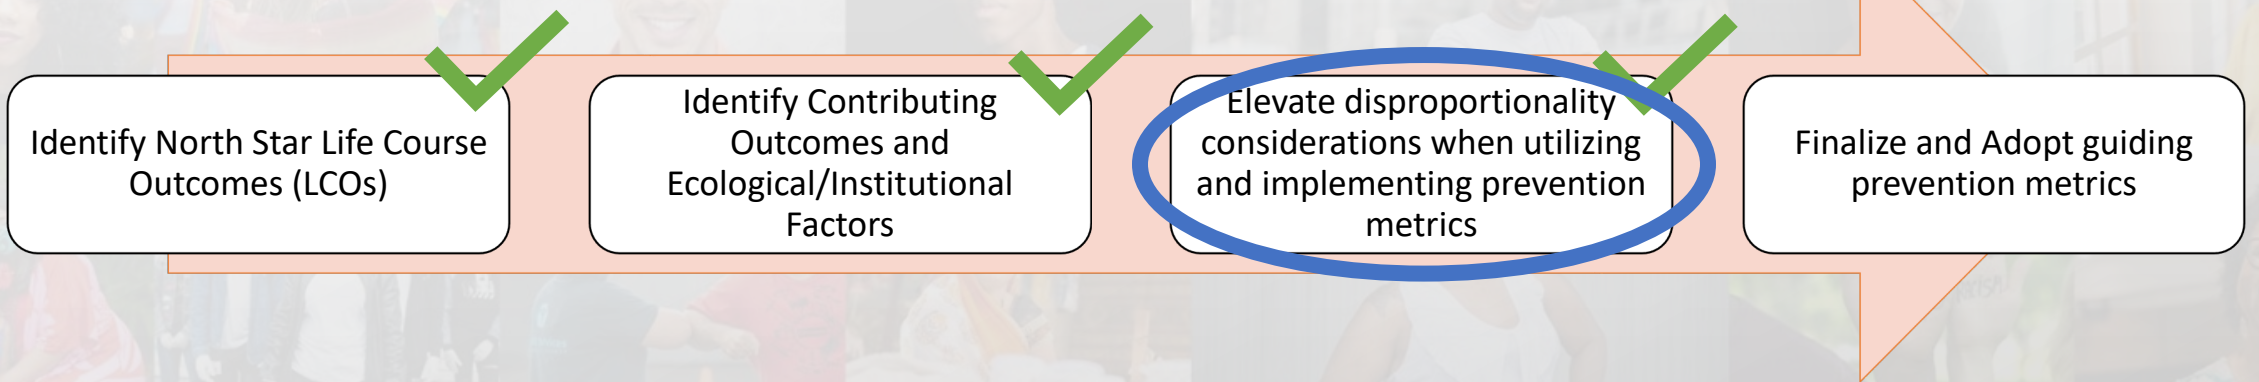 Identify North Star Life Course
Outcomes (LCOs)
Identify Contributing
Outcomes and
Ecological/Institutional
Factors
Elevate disproportionality
considerations when utilizing
and implementing prevention
metrics
Finalize and Adopt guiding
prevention metrics